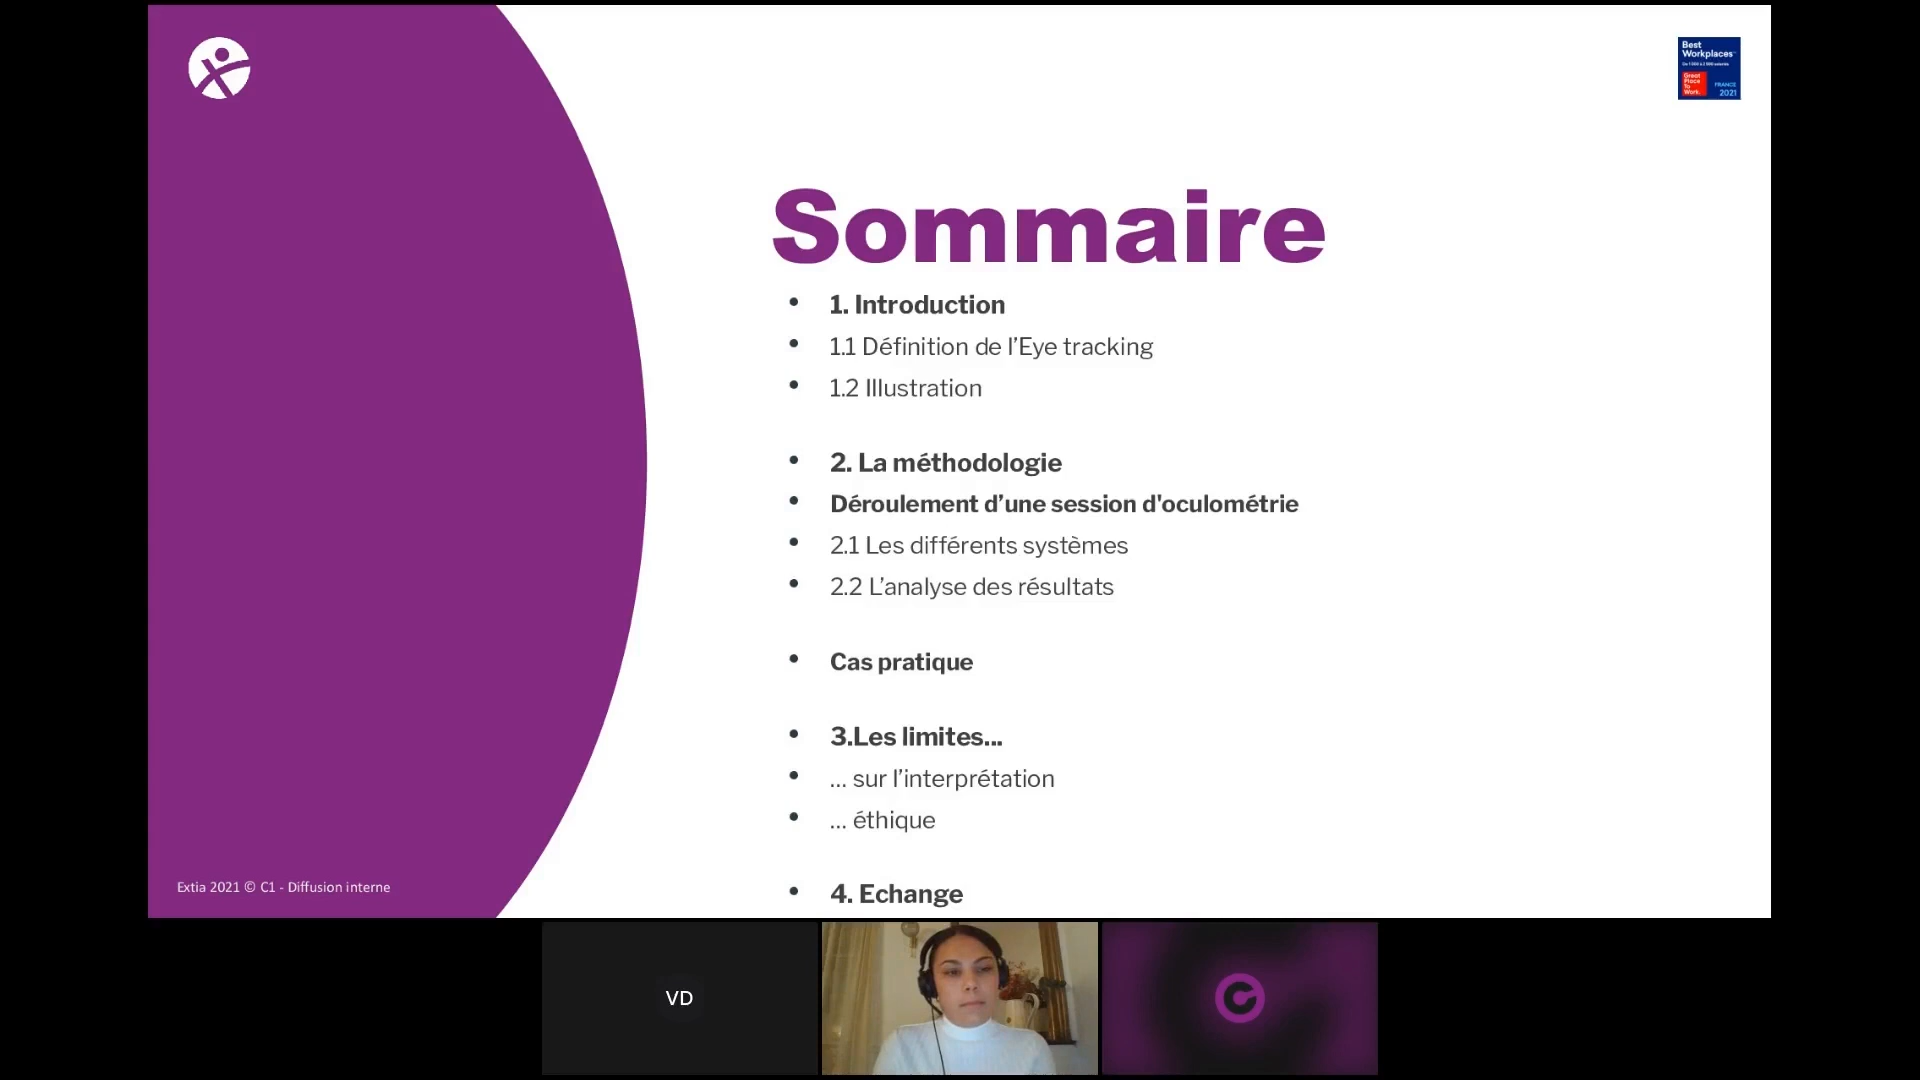 Best
Workplaces
Great
Place
To
Work.
FRANCE
2021
Sommaire
• 1. Introduction
• 1.1 Définition de l’Eye tracking
• 1.2 Illustration
• 2. La méthodologie
• Déroulement d’une session d'oculométrie
• 2.1 Les différents systèmes
• 2.2 L’analyse des résultats
• Cas pratique
• 3.Les limites...
• ... sur l’interprétation
• ... éthique
• 4. Echange
Extia 2021 © C1 - Diffusion interne
VD